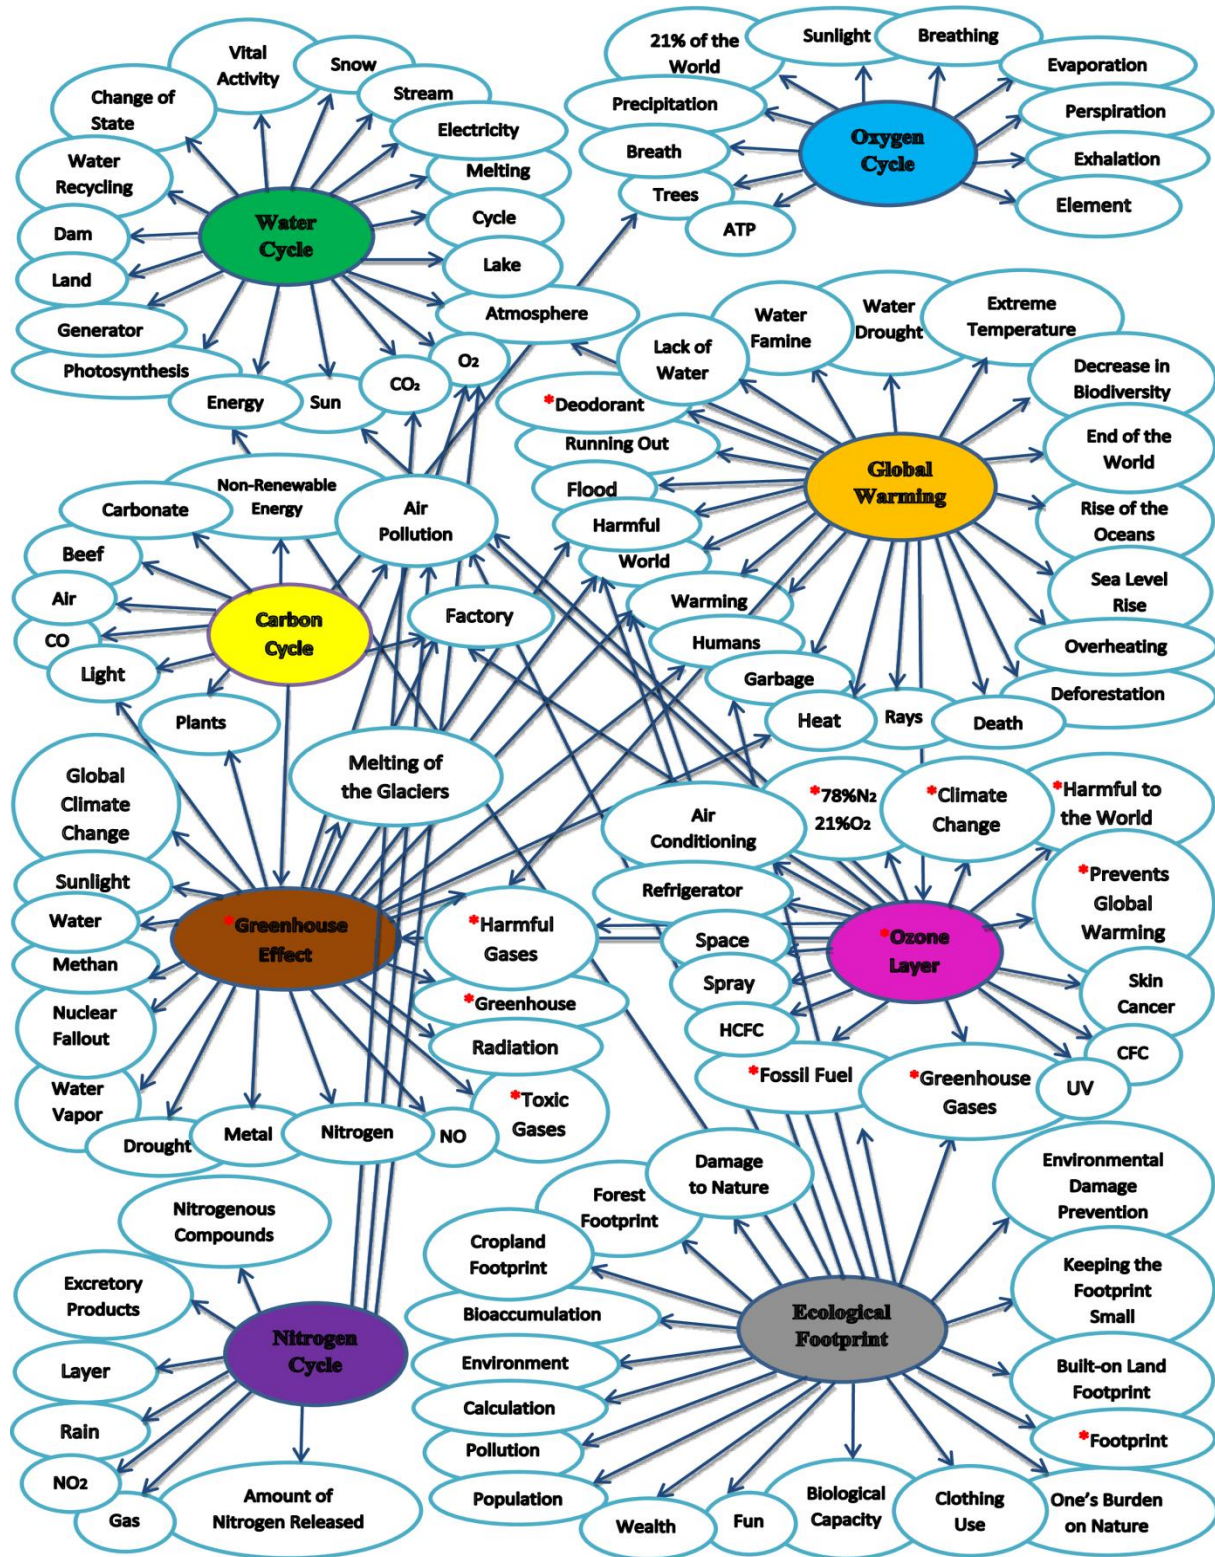 Vital
Activity
Snow
Stream
Change of
State
Electricity
Water
Recycling
Melting
Water
Cycle
Cycle
Dam
Lake
Land
Atmosphere
Generator
O₂
Photosynthesis
CO₂
Energy
Sun
21% of the
World
Sunlight
Breathing
Evaporation
Precipitation
Perspiration
Oxygen
Cycle
Breath
Exhalation
Trees
Element
ATP
Water
Famine
Water
Drought
Extreme
Temperature
Lack of
Water
Decrease in
Biodiversity
*Deodorant
Running Out
End of the
World
Global
Warming
Flood
Harmful
Rise of the
Oceans
World
Warming
Sea Level
Rise
Humans
Overheating
Garbage
Deforestation
Heat
Rays
Death
Non-Renewable
Energy
Carbonate
Air
Pollution
Beef
Air
Factory
Carbon
Cycle
CO
Light
Plants
Melting of
the Glaciers
Global
Climate
Change
Sunlight
Water
*Greenhouse
Effect
*Harmful
Gases
Methan
*Greenhouse
Nuclear
Fallout
Radiation
Water
Vapor
*Toxic
Gases
Drought
Metal
Nitrogen
NO
*78%N₂
21%O₂
*Climate
Change
*Harmful to
the World
Air
Conditioning
Refrigerator
*Prevents
Global
Warming
Space
*Ozone
Layer
Spray
Skin
Cancer
HCFC
CFC
*Fossil Fuel
*Greenhouse
Gases
UV
Nitrogenous
Compounds
Excretory
Products
Nitrogen
Cycle
Layer
Rain
NO₂
Gas
Amount of
Nitrogen Released
Damage
to Nature
Environmental
Damage
Prevention
Forest
Footprint
Cropland
Footprint
Keeping the
Footprint
Small
Bioaccumulation
Ecological
Footprint
Environment
Built-on Land
Footprint
Calculation
*Footprint
Pollution
Population
Wealth
Fun
Biological
Capacity
Clothing
Use
One's Burden
on Nature